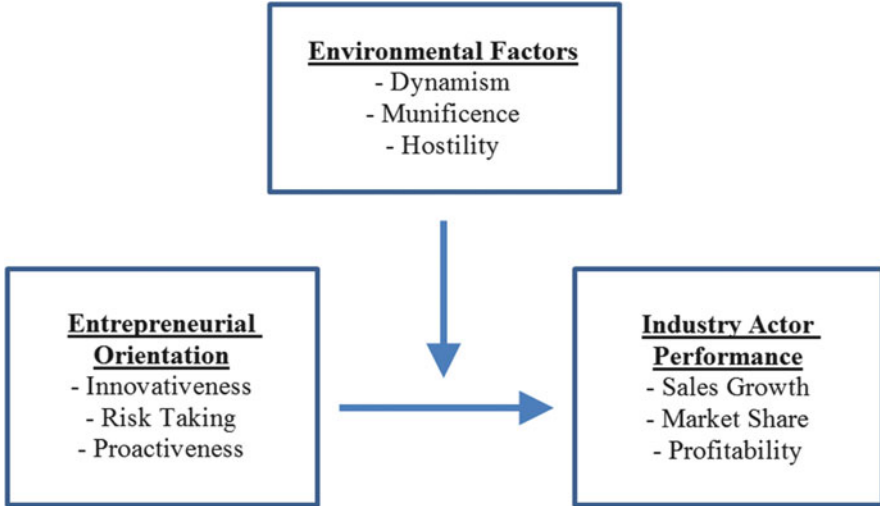 Environmental Factors
- Dynamism
- Munificence
- Hostility
Entrepreneurial
Orientation
- Innovativeness
- Risk Taking
- Proactiveness
Industry Actor
Performance
- Sales Growth
- Market Share
- Profitability